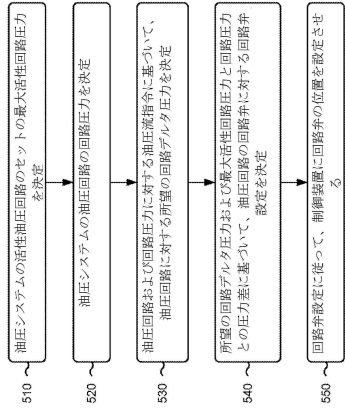 510
油圧システムの活性油圧回路のセットの最大活性回路圧力
を決定
520
油圧システムの油圧回路の回路圧力を決定
530
油圧回路および回路圧力に対する油圧流指令に基づいて、
油圧回路に対する所望の回路デルタ圧力を決定
540
所望の回路デルタ圧力および最大活性回路圧力と回路圧力
との圧力差に基づいて、油圧回路の回路弁に対する回路弁
設定を決定
550
回路弁設定に従って、制御装置に回路弁の位置を設定させ
る